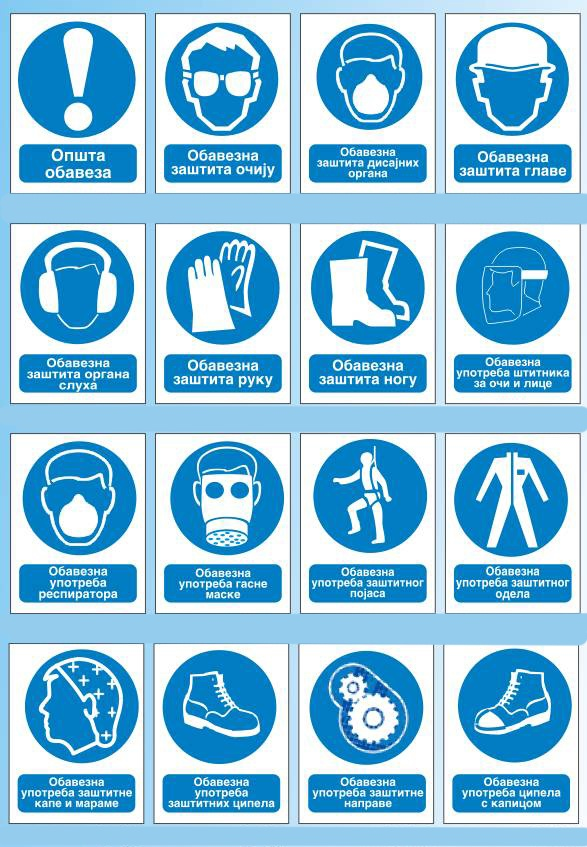 Општа
обавеза
Обавезна
заштита очију
Обавезна
заштита дисајних
органа
Обавезна
заштита главе
Обавезна
заштита органа
слуха
Обавезна
заштита руку
Обавезна
заштита ногу
Обавезна
употреба штитника
за очи и лице
Обавезна
употреба
респиратора
Обавезна
употреба гасне
маске
Обавезна
употреба заштитног
појаса
Обавезна
употреба заштитног
одела
Обавезна
употреба заштитне
капе и мараме
Обавезна
употреба
заштитних ципела
Обавезна
употреба заштитне
направе
Обавезна
употреба ципела
с капицом